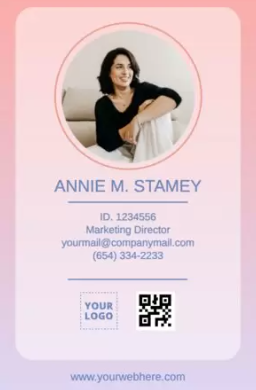 ANNIE M. STAMEY
ID. 1234556
Marketing Director
yourmail@companymail.com
(654) 334-2233
YOUR
LOGO
www.yourwebhere.com